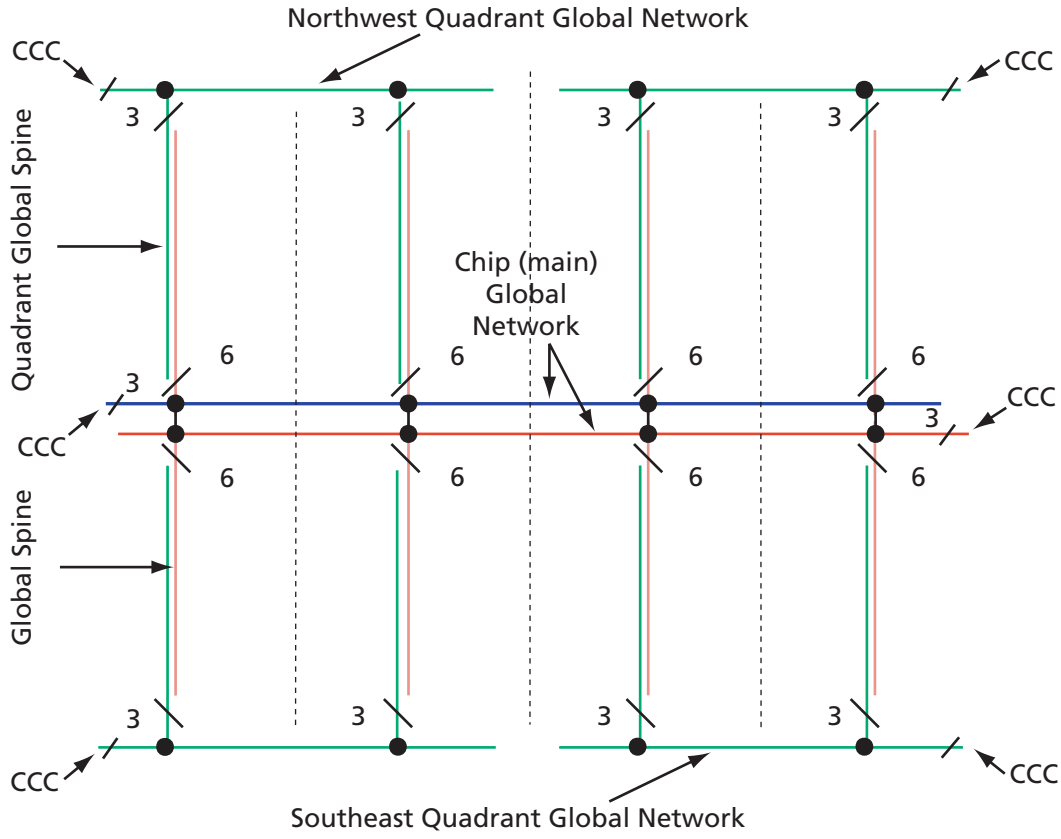 Northwest Quadrant Global Network
CCC
CCC
3
3
3
3
Quadrant Global Spine
Chip (main)
Global
Network
6
6
6
6
3
CCC
3
CCC
6
6
6
6
Global Spine
3
3
3
3
CCC
CCC
Southeast Quadrant Global Network